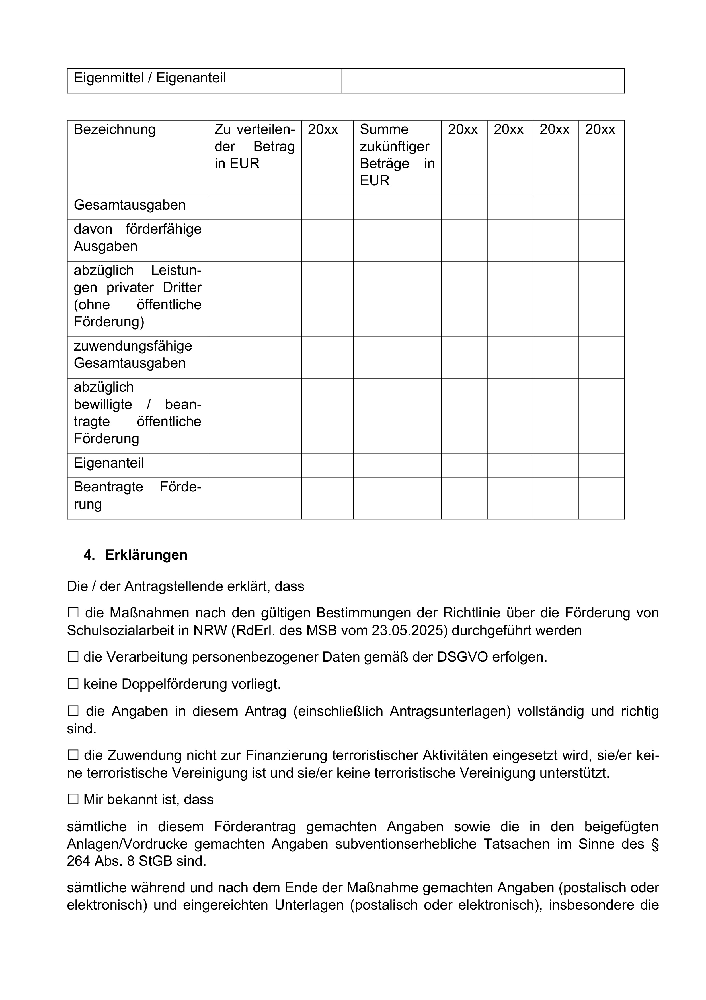 Eigenmittel / Eigenanteil
Bezeichnung
Zu verteilen-
der Betrag
in EUR
20xx
Summe
zukünftiger
Beträge in
EUR
20xx
20xx
20xx
20xx
Gesamtausgaben
davon förderfähige
Ausgaben
abzüglich Leistun-
gen privater Dritter
(ohne öffentliche
Förderung)
zuwendungsfähige
Gesamtausgaben
abzüglich
bewilligte / bean-
tragte öffentliche
Förderung
Eigenanteil
Beantragte Förde-
rung
4. Erklärungen
Die / der Antragstellende erklärt, dass
☐ die Maßnahmen nach den gültigen Bestimmungen der Richtlinie über die Förderung von
Schulsozialarbeit in NRW (RdErl. des MSB vom 23.05.2025) durchgeführt werden
☐ die Verarbeitung personenbezogener Daten gemäß der DSGVO erfolgen.
☐ keine Doppelförderung vorliegt.
☐ die Angaben in diesem Antrag (einschließlich Antragsunterlagen) vollständig und richtig
sind.
☐ die Zuwendung nicht zur Finanzierung terroristischer Aktivitäten eingesetzt wird, sie/er kei-
ne terroristische Vereinigung ist und sie/er keine terroristische Vereinigung unterstützt.
☐ Mir bekannt ist, dass
sämtliche in diesem Förderantrag gemachten Angaben sowie die in den beigefügten
Anlagen/Vordrucke gemachten Angaben subventionserhebliche Tatsachen im Sinne des §
264 Abs. 8 StGB sind.
sämtliche während und nach dem Ende der Maßnahme gemachten Angaben (postalisch oder
elektronisch) und eingereichten Unterlagen (postalisch oder elektronisch), insbesondere die